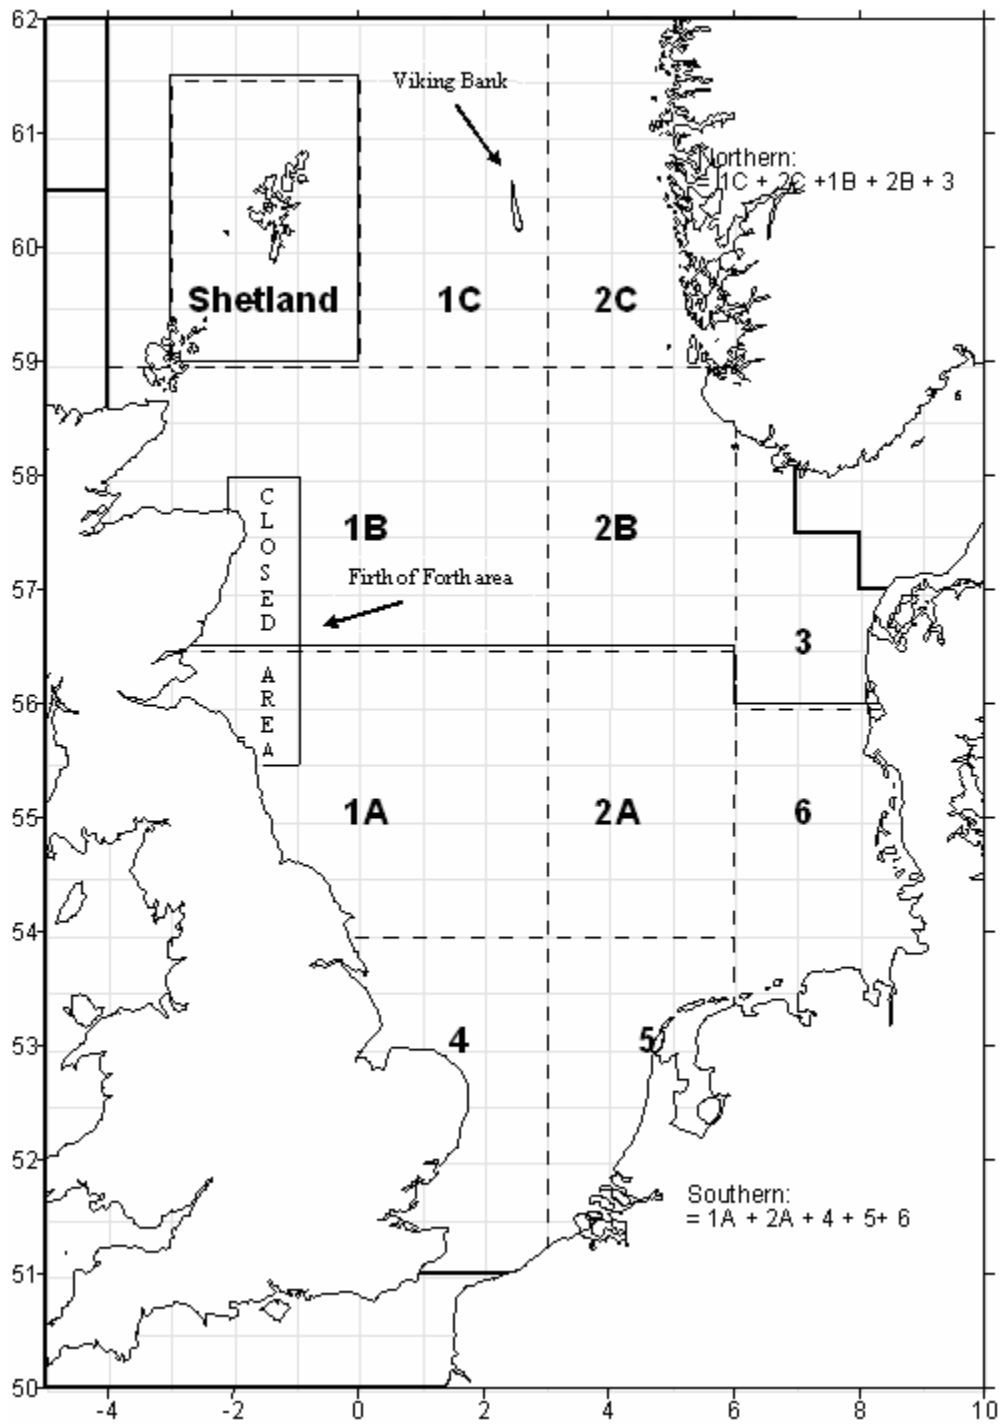 62
Viking Bank
61
Northern:
= 1C + 2C +1B + 2B + 3
60
Shetland
1C
2C
59
58
CLOSED
1B
2B
Firth of Forth area
57
3
AREA
56
1A
2A
6
55
54
4
5
53
52
Southern:
= 1A + 2A + 4 + 5+ 6
51
50
-4
-2
0
2
4
6
8
10